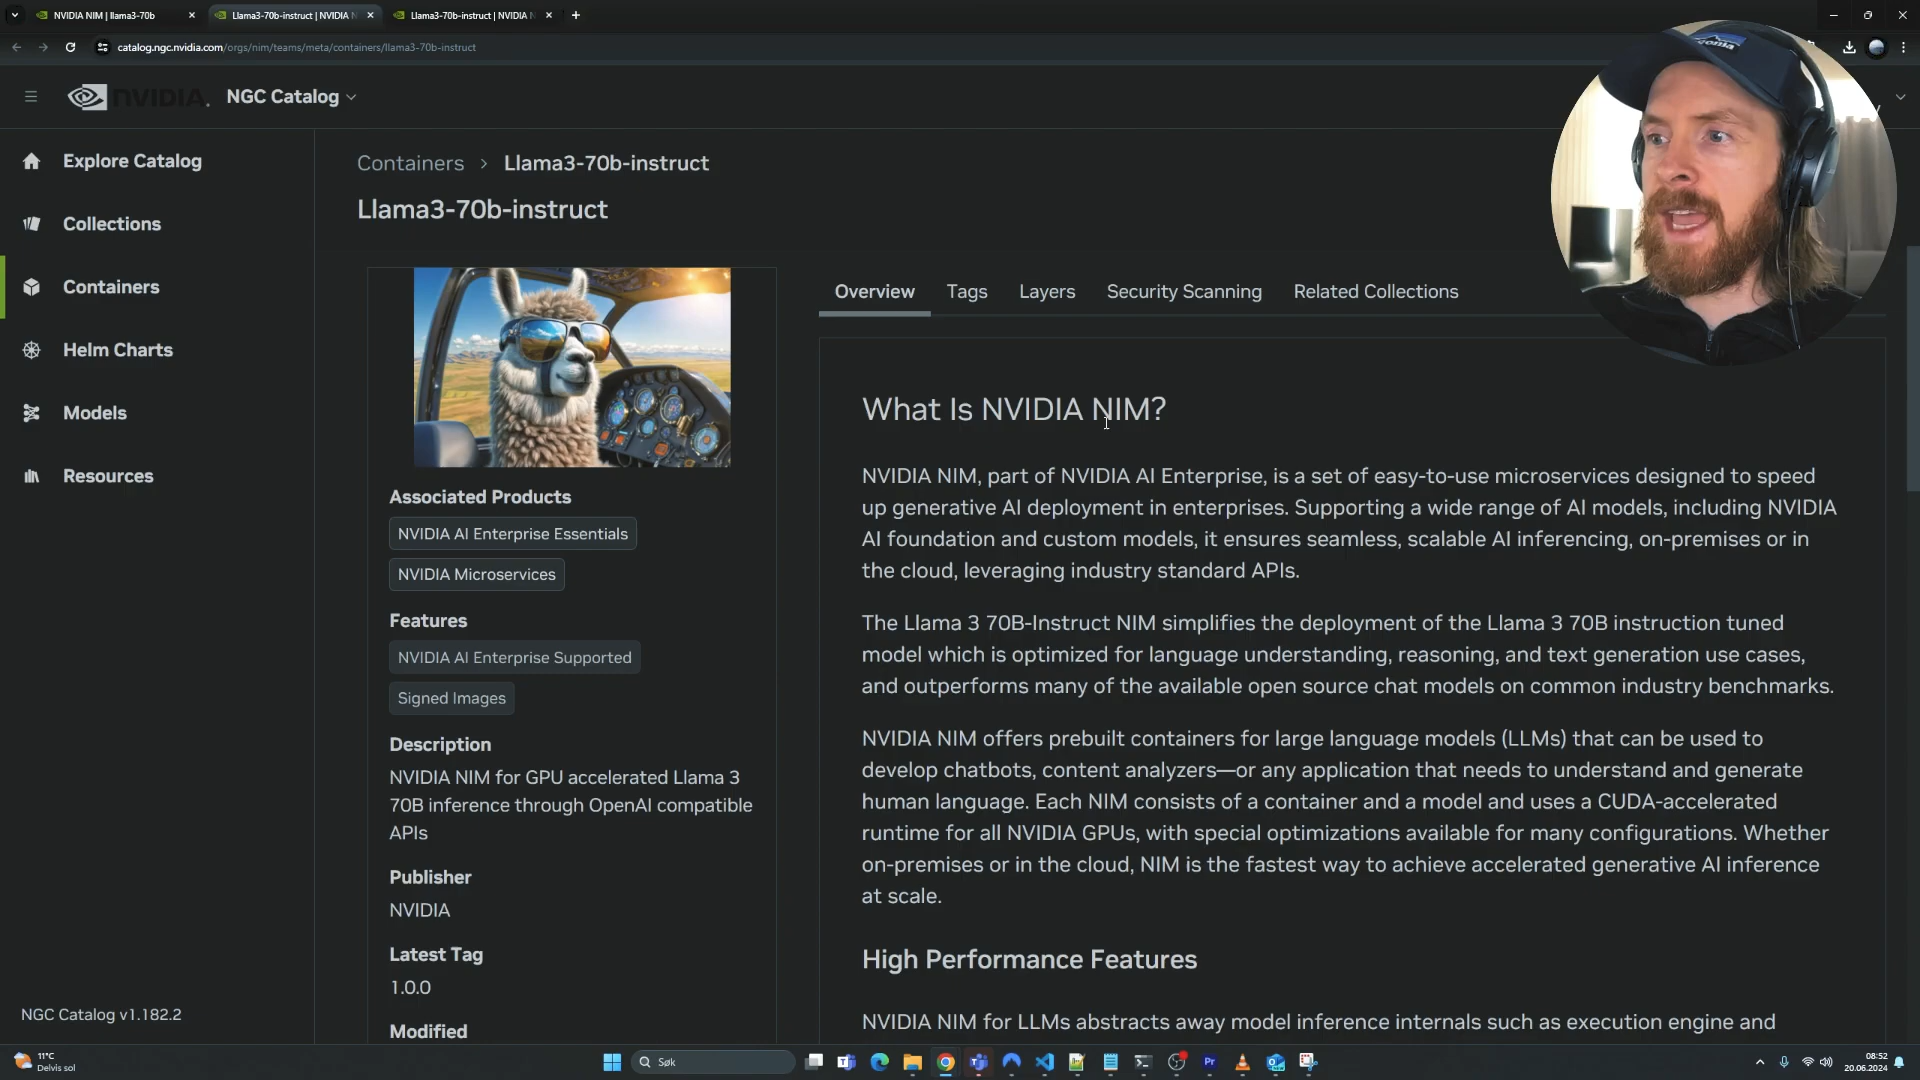 NVIDIA NIM | llama3-70b
Llama3-70b-instruct | NVIDIA N
Llama3-70b-instruct | NVIDIA N
catalog.ngc.nvidia.com/orgs/nim/teams/meta/containers/llama3-70b-instruct
NVIDIA.
NGC Catalog
Explore Catalog
Collections
Containers
Helm Charts
Models
Resources
NGC Catalog v1.182.2
Containers > Llama3-70b-instruct
Llama3-70b-instruct
Associated Products
NVIDIA AI Enterprise Essentials
NVIDIA Microservices
Features
NVIDIA AI Enterprise Supported
Signed Images
Description
NVIDIA NIM for GPU accelerated Llama 3
70B inference through OpenAI compatible
APIs
Publisher
NVIDIA
Latest Tag
1.0.0
Modified
Overview Tags Layers Security Scanning Related Collections
What Is NVIDIA NIM?
NVIDIA NIM, part of NVIDIA AI Enterprise, is a set of easy-to-use microservices designed to speed
up generative AI deployment in enterprises. Supporting a wide range of AI models, including NVIDIA
AI foundation and custom models, it ensures seamless, scalable AI inferencing, on-premises or in
the cloud, leveraging industry standard APIs.
The Llama 3 70B-Instruct NIM simplifies the deployment of the Llama 3 70B instruction tuned
model which is optimized for language understanding, reasoning, and text generation use cases,
and outperforms many of the available open source chat models on common industry benchmarks.
NVIDIA NIM offers prebuilt containers for large language models (LLMs) that can be used to
develop chatbots, content analyzers—or any application that needs to understand and generate
human language. Each NIM consists of a container and a model and uses a CUDA-accelerated
runtime for all NVIDIA GPUs, with special optimizations available for many configurations. Whether
on-premises or in the cloud, NIM is the fastest way to achieve accelerated generative AI inference
at scale.
High Performance Features
NVIDIA NIM for LLMs abstracts away model inference internals such as execution engine and
11°C
Delvis sol
Søk
08:52
20.06.2024